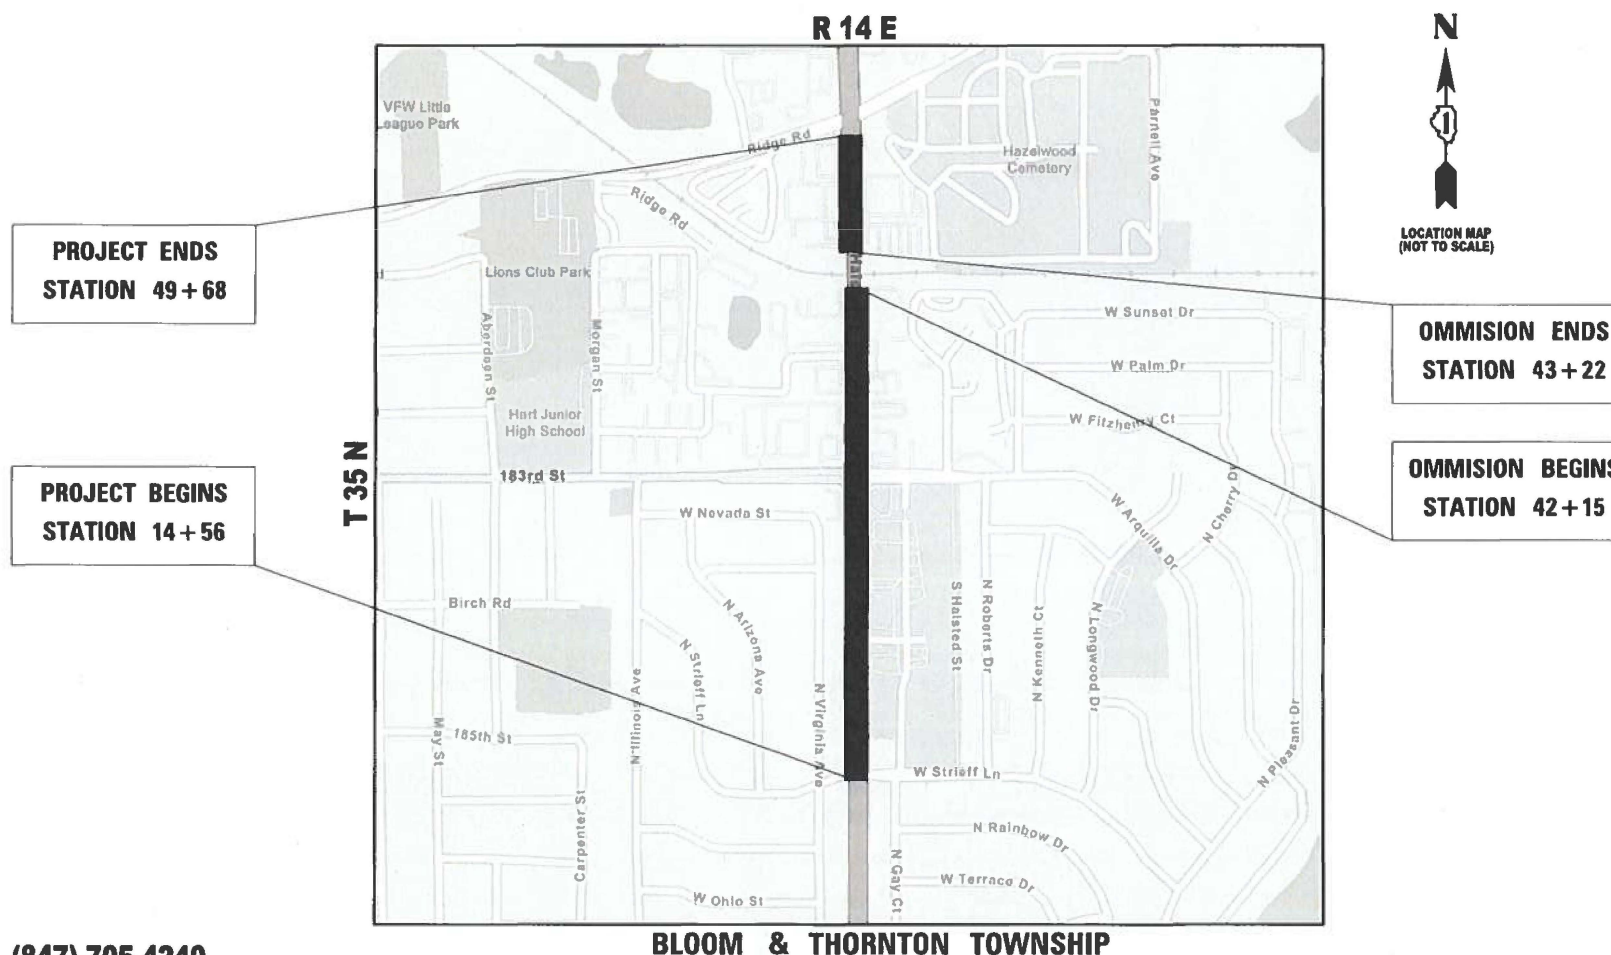 R 14 E
N
VFW Little
League Park
Ridge Rd
Hazelwood
Cemetery
Parnell Ave
LOCATION MAP
(NOT TO SCALE)
PROJECT ENDS
STATION 49+68
Ridge Rd
Lions Club Park
Aberdeen St
Morgan St
W Sunset Dr
OMMISION ENDS
STATION 43+22
W Palm Dr
Hart Junior
High School
W Fitzhenry Ct
T 35 N
183rd St
OMMISION BEGINS
STATION 42+15
PROJECT BEGINS
STATION 14+56
W Nevada St
W Arquilla Dr
N Cherry Dr
Birch Rd
N Arizona Ave
N Strieff Ln
S Halsted St
N Roberts Dr
N Kenneth Ct
N Longwood Dr
N Illinois Ave
N Virginia Ave
May St
185th St
N Pleasant Dr
W Strieff Ln
Carpenter St
N Rainbow Dr
N Gay Ct
W Terrace Dr
W Ohio St
BLOOM & THORNTON TOWNSHIP